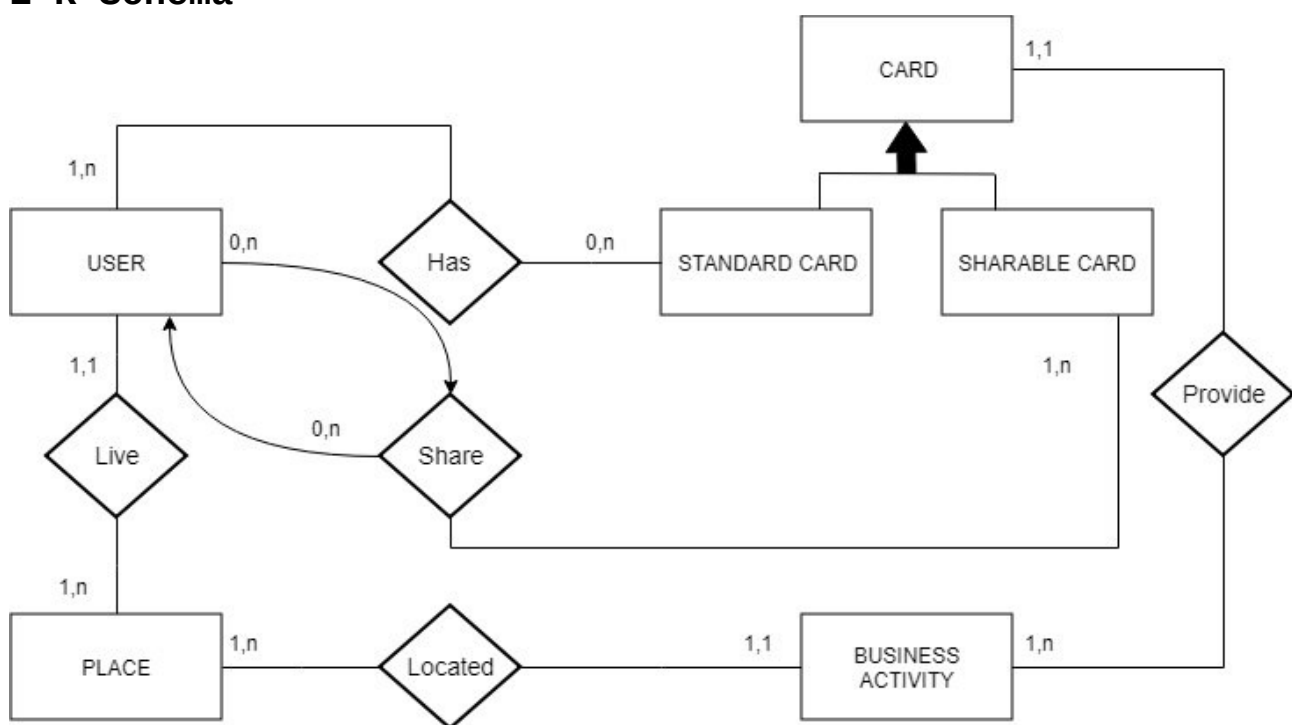 E-R Schema
CARD
1,1
1,n
USER
0,n
Has
0,n
STANDARD CARD
SHARABLE CARD
1,1
1,n
Provide
Live
0,n
Share
1,n
PLACE
1,n
Located
1,1
BUSINESS
ACTIVITY
1,n